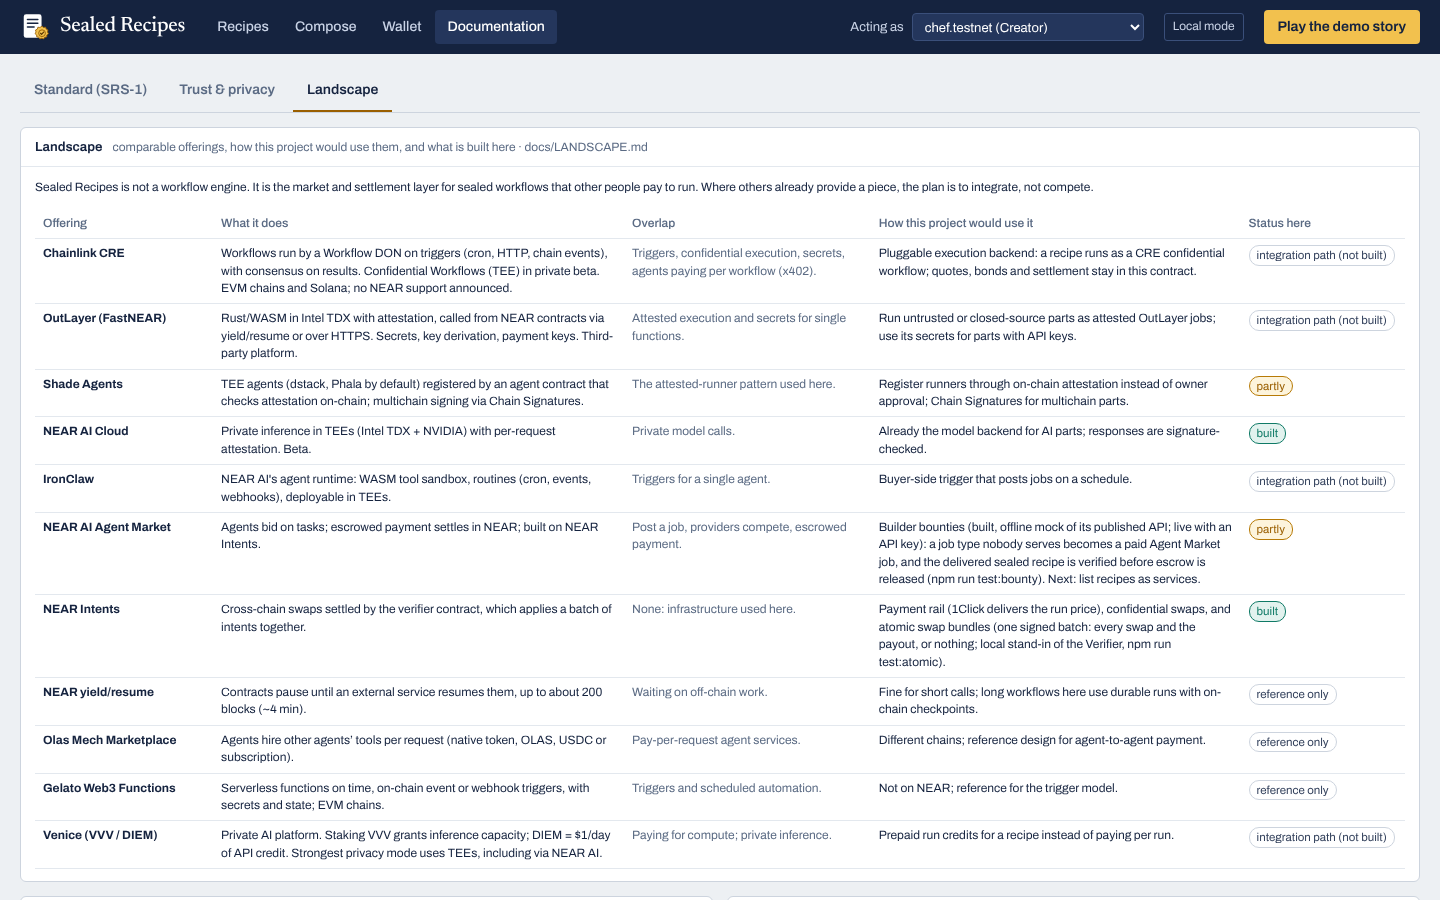 Sealed Recipes
Recipes
Compose
Wallet
Documentation
Acting as
chef.testnet (Creator)
Local mode
Play the demo story
Standard (SRS-1)
Trust & privacy
Landscape
Landscape comparable offerings, how this project would use them, and what is built here · docs/LANDSCAPE.md
Sealed Recipes is not a workflow engine. It is the market and settlement layer for sealed workflows that other people pay to run. Where others already provide a piece, the plan is to integrate, not compete.
Offering
What it does
Overlap
How this project would use it
Status here
Chainlink CRE
Workflows run by a Workflow DON on triggers (cron, HTTP, chain events),
with consensus on results. Confidential Workflows (TEE) in private beta.
EVM chains and Solana; no NEAR support announced.
Triggers, confidential execution, secrets,
agents paying per workflow (x402).
Pluggable execution backend: a recipe runs as a CRE confidential
workflow; quotes, bonds and settlement stay in this contract.
integration path (not built)
OutLayer (FastNEAR)
Rust/WASM in Intel TDX with attestation, called from NEAR contracts via
yield/resume or over HTTPS. Secrets, key derivation, payment keys. Third-
party platform.
Attested execution and secrets for single
functions.
Run untrusted or closed-source parts as attested OutLayer jobs;
use its secrets for parts with API keys.
integration path (not built)
Shade Agents
TEE agents (dstack, Phala by default) registered by an agent contract that
checks attestation on-chain; multichain signing via Chain Signatures.
The attested-runner pattern used here.
Register runners through on-chain attestation instead of owner
approval; Chain Signatures for multichain parts.
partly
NEAR AI Cloud
Private inference in TEEs (Intel TDX + NVIDIA) with per-request
attestation. Beta.
Private model calls.
Already the model backend for AI parts; responses are signature-
checked.
built
IronClaw
NEAR AI's agent runtime: WASM tool sandbox, routines (cron, events,
webhooks), deployable in TEEs.
Triggers for a single agent.
Buyer-side trigger that posts jobs on a schedule.
integration path (not built)
NEAR AI Agent Market
Agents bid on tasks; escrowed payment settles in NEAR; built on NEAR
Intents.
Post a job, providers compete, escrowed
payment.
Builder bounties (built, offline mock of its published API; live with an
API key): a job type nobody serves becomes a paid Agent Market
job, and the delivered sealed recipe is verified before escrow is
released (npm run test:bounty). Next: list recipes as services.
partly
NEAR Intents
Cross-chain swaps settled by the verifier contract, which applies a batch of
intents together.
None: infrastructure used here.
Payment rail (1Click delivers the run price), confidential swaps, and
atomic swap bundles (one signed batch: every swap and the
payout, or nothing; local stand-in of the Verifier, npm run
test:atomic).
built
NEAR yield/resume
Contracts pause until an external service resumes them, up to about 200
blocks (~4 min).
Waiting on off-chain work.
Fine for short calls; long workflows here use durable runs with on-
chain checkpoints.
reference only
Olas Mech Marketplace
Agents hire other agents’ tools per request (native token, OLAS, USDC or
subscription).
Pay-per-request agent services.
Different chains; reference design for agent-to-agent payment.
reference only
Gelato Web3 Functions
Serverless functions on time, on-chain event or webhook triggers, with
secrets and state; EVM chains.
Triggers and scheduled automation.
Not on NEAR; reference for the trigger model.
reference only
Venice (VVV / DIEM)
Private AI platform. Staking VVV grants inference capacity; DIEM = $1/day
of API credit. Strongest privacy mode uses TEEs, including via NEAR AI.
Paying for compute; private inference.
Prepaid run credits for a recipe instead of paying per run.
integration path (not built)